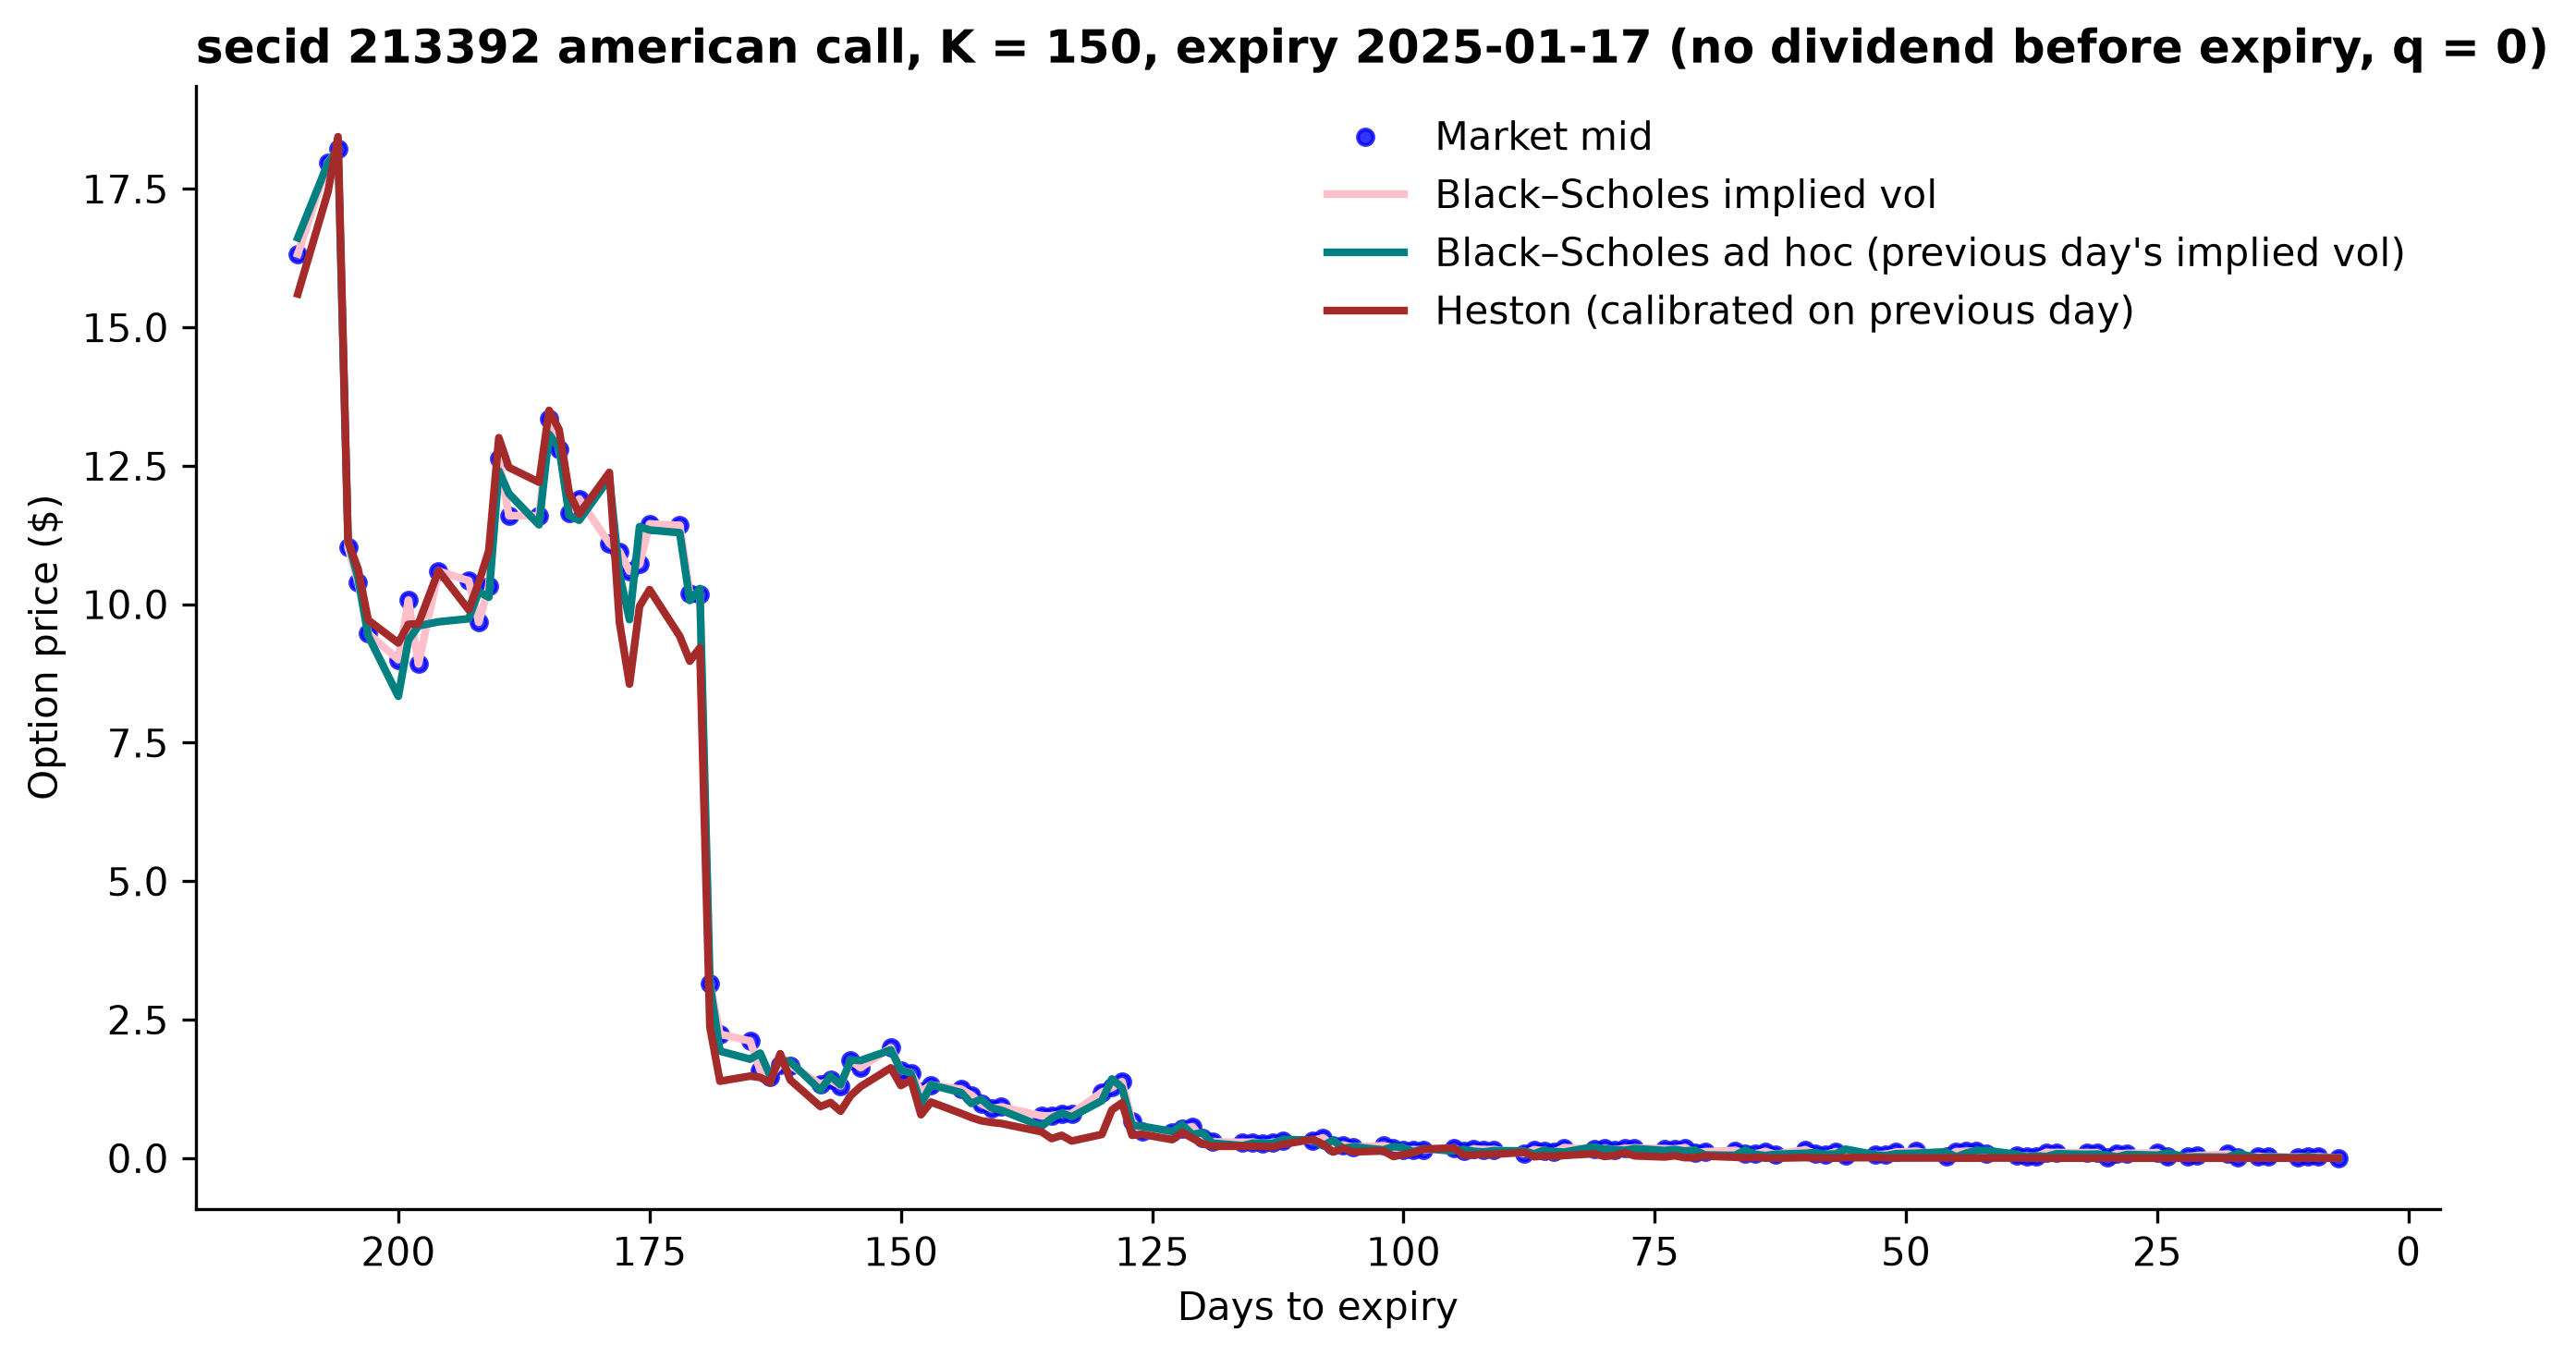 secid 213392 american call, K = 150, expiry 2025-01-17 (no dividend before expiry, q = 0)
Market mid
Black–Scholes implied vol
Black–Scholes ad hoc (previous day's implied vol)
Heston (calibrated on previous day)
Option price ($)
17.5
15.0
12.5
10.0
7.5
5.0
2.5
0.0
200 175 150 125 100 75 50 25 0
Days to expiry